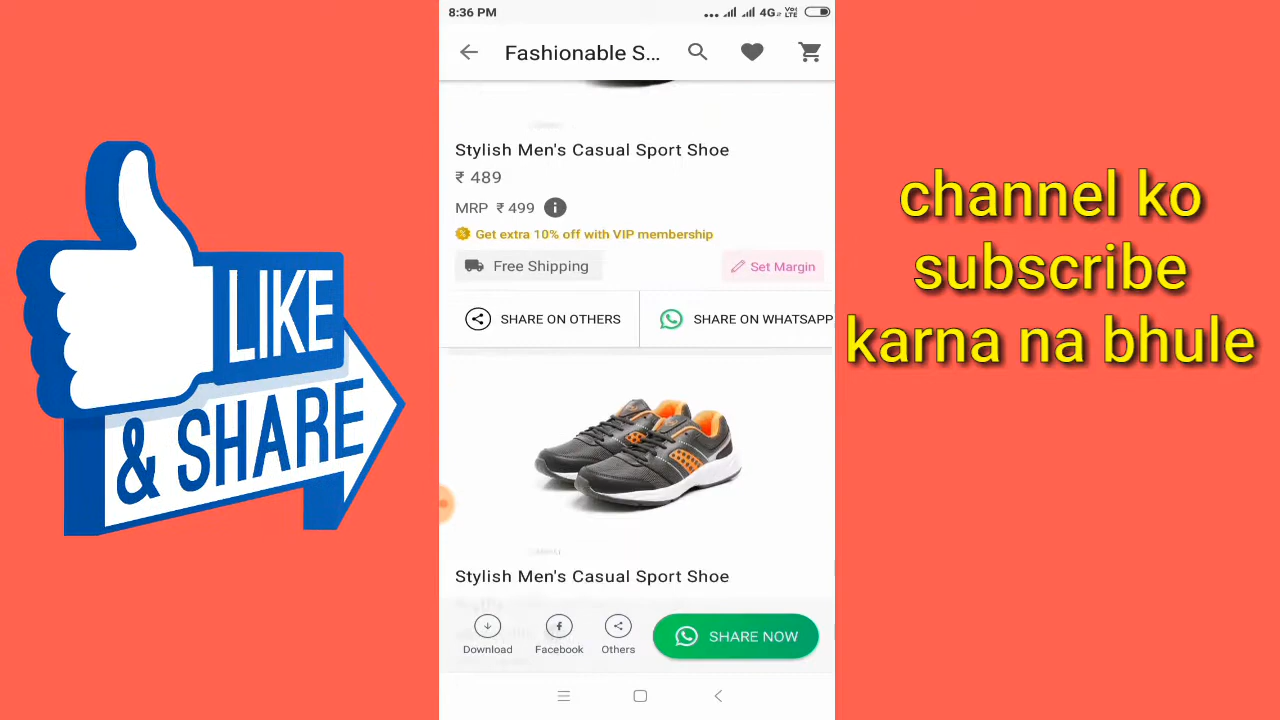 8:36 PM
4G
Vo
LTE
Fashionable S...
Stylish Men's Casual Sport Shoe
₹ 489
MRP ₹ 499
Get extra 10% off with VIP membership
Free Shipping
Set Margin
SHARE ON OTHERS
SHARE ON WHATSAPP
Stylish Men's Casual Sport Shoe
Download
Facebook
Others
SHARE NOW
LIKE
& SHARE
channel ko
subscribe
karna na bhule